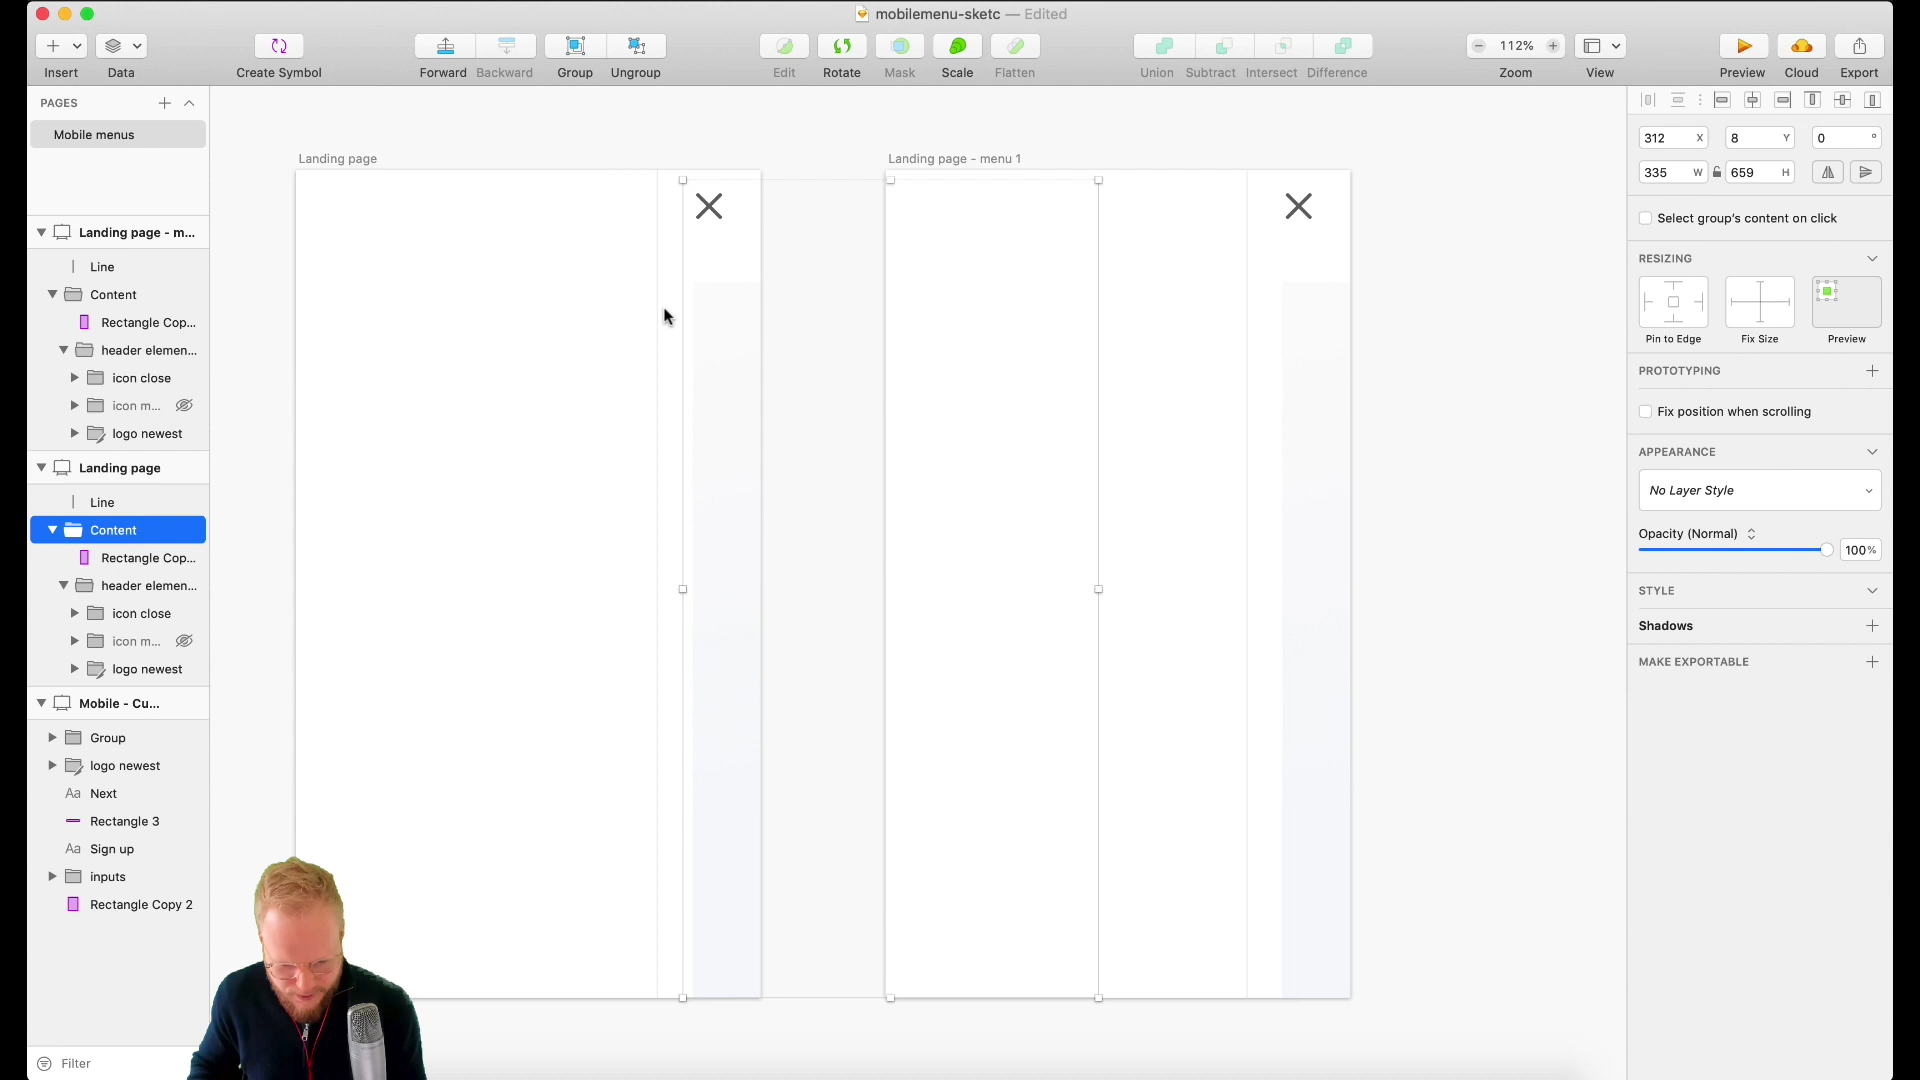 mobilemenu-sketc — Edited
Insert
Data
Create Symbol
Forward
Backward
Group
Ungroup
Edit
Rotate
Mask
Scale
Flatten
Union
Subtract
Intersect
Difference
112%
Zoom
View
Preview
Cloud
Export
PAGES
Mobile menus
Landing page - m...
Line
Content
Rectangle Cop...
header elemen...
icon close
icon m...
logo newest
Landing page
Line
Content
Rectangle Cop...
header elemen...
icon close
icon m...
logo newest
Mobile - Cu...
Group
logo newest
Aa Next
Rectangle 3
Aa Sign up
inputs
Rectangle Copy 2
Filter
Landing page
Landing page - menu 1
312 X
8 Y
0 °
335 W
659 H
Select group's content on click
RESIZING
Pin to Edge
Fix Size
Preview
PROTOTYPING
Fix position when scrolling
APPEARANCE
No Layer Style
Opacity (Normal)
100%
STYLE
Shadows
MAKE EXPORTABLE